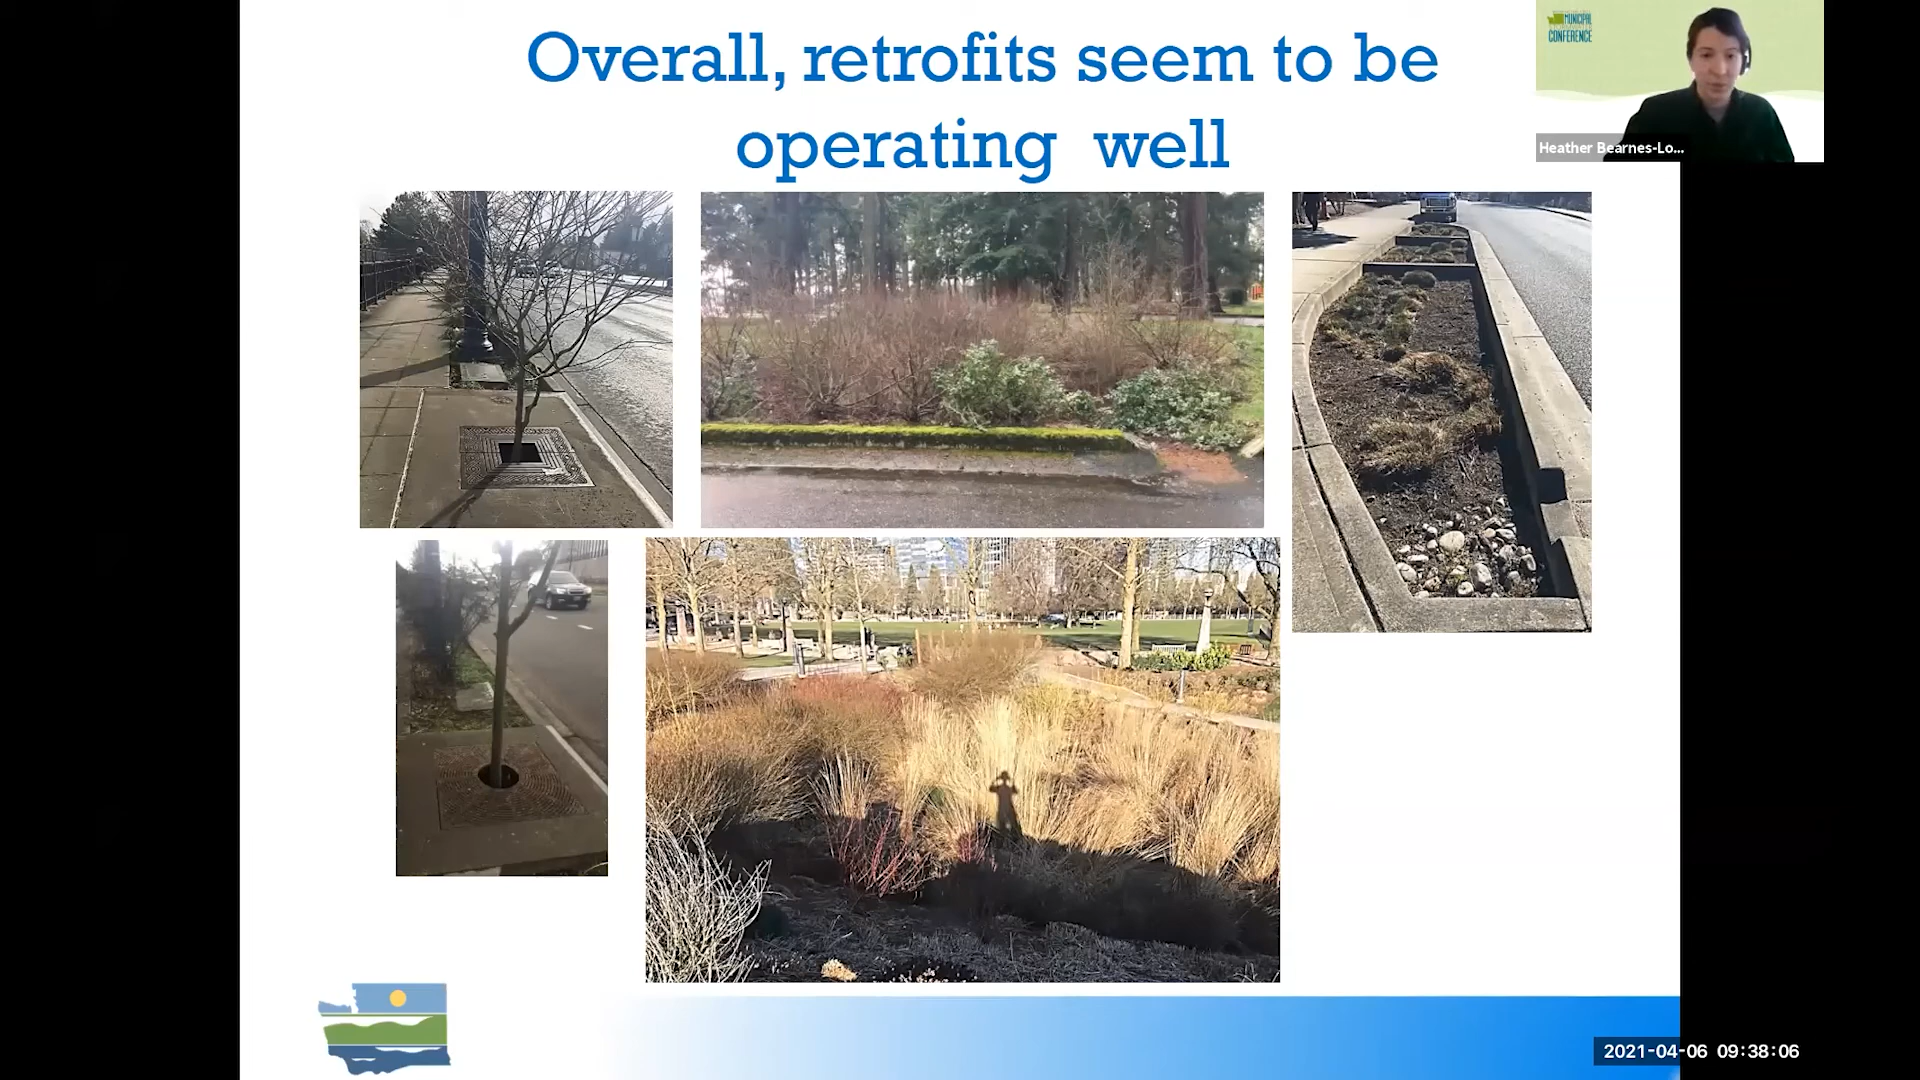 Overall, retrofits seem to be
operating well
MUNICIPAL
CONFERENCE
Heather Bearnes-Lo...
2021-04-06 09:38:06